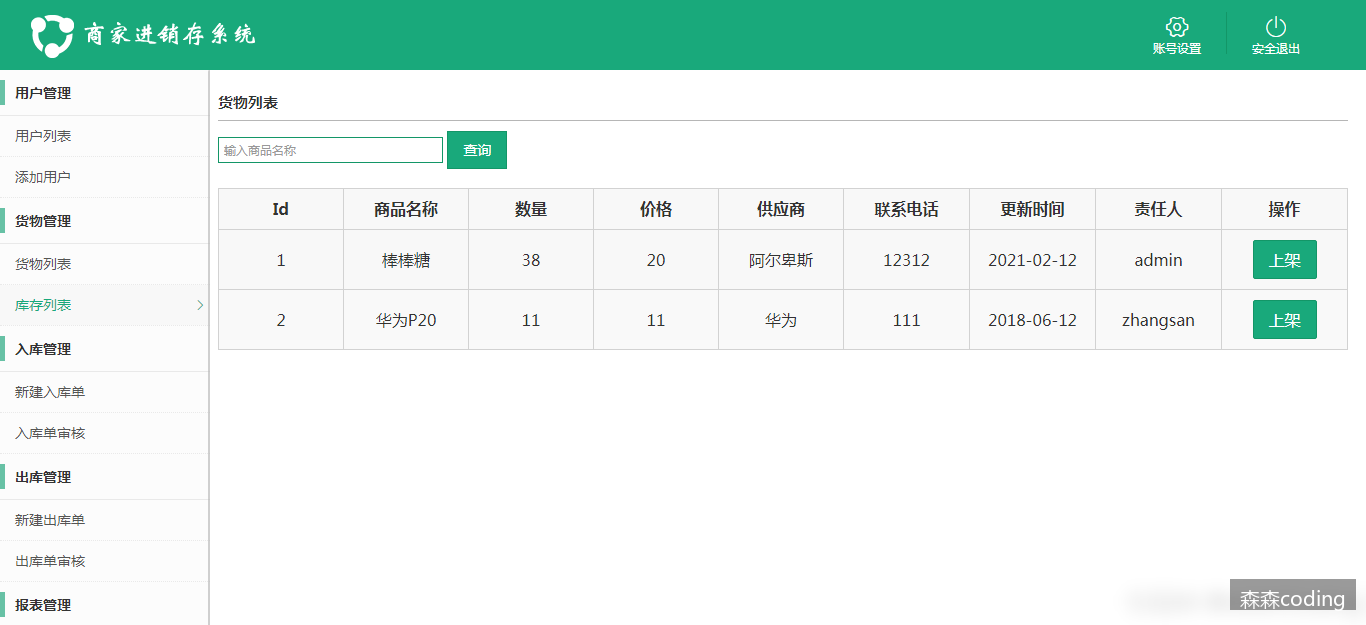 商家进销存系统
账号设置
安全退出
用户管理
用户列表
添加用户
货物管理
货物列表
库存列表
入库管理
新建入库单
入库单审核
出库管理
新建出库单
出库单审核
报表管理
货物列表
输入商品名称 查询
Id 商品名称 数量 价格 供应商 联系电话 更新时间 责任人 操作
1 棒棒糖 38 20 阿尔卑斯 12312 2021-02-12 admin 上架
2 华为P20 11 11 华为 111 2018-06-12 zhangsan 上架
森森coding